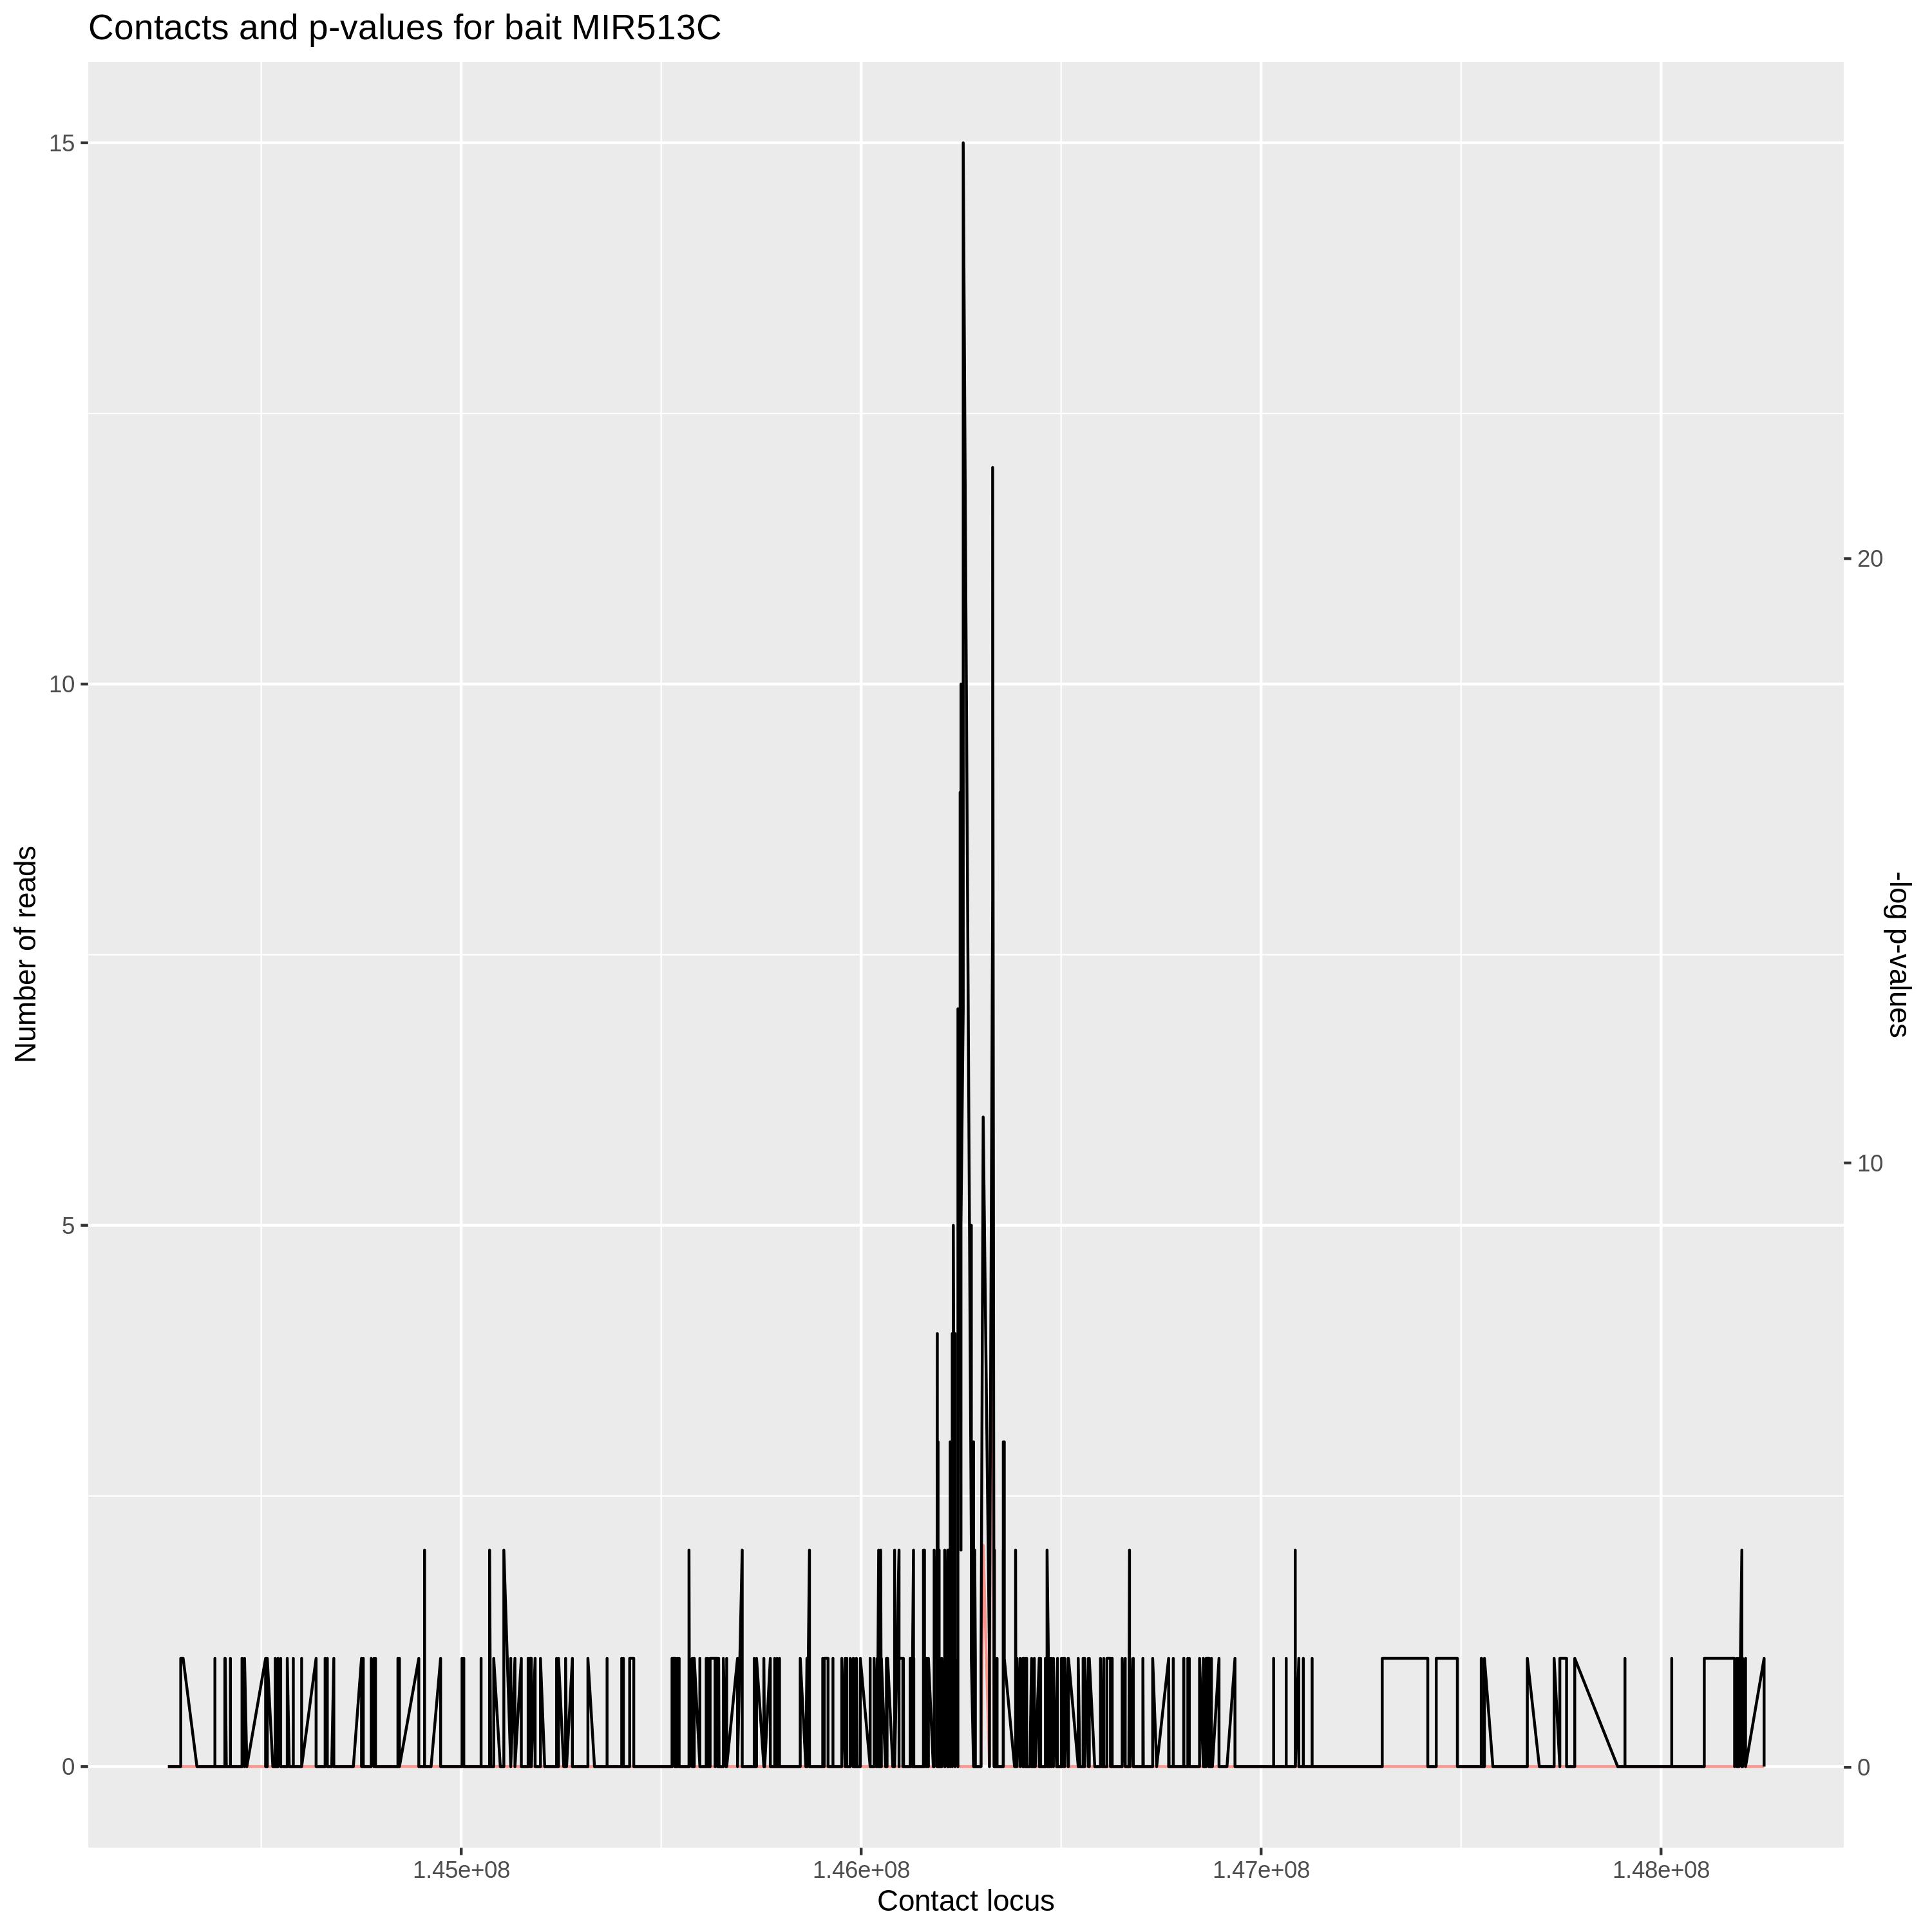 Contacts and p-values for bait MIR513C
15
10
5
0
Number of reads
20
10
0
-log p-values
1.45e+08 1.46e+08 1.47e+08 1.48e+08
Contact locus